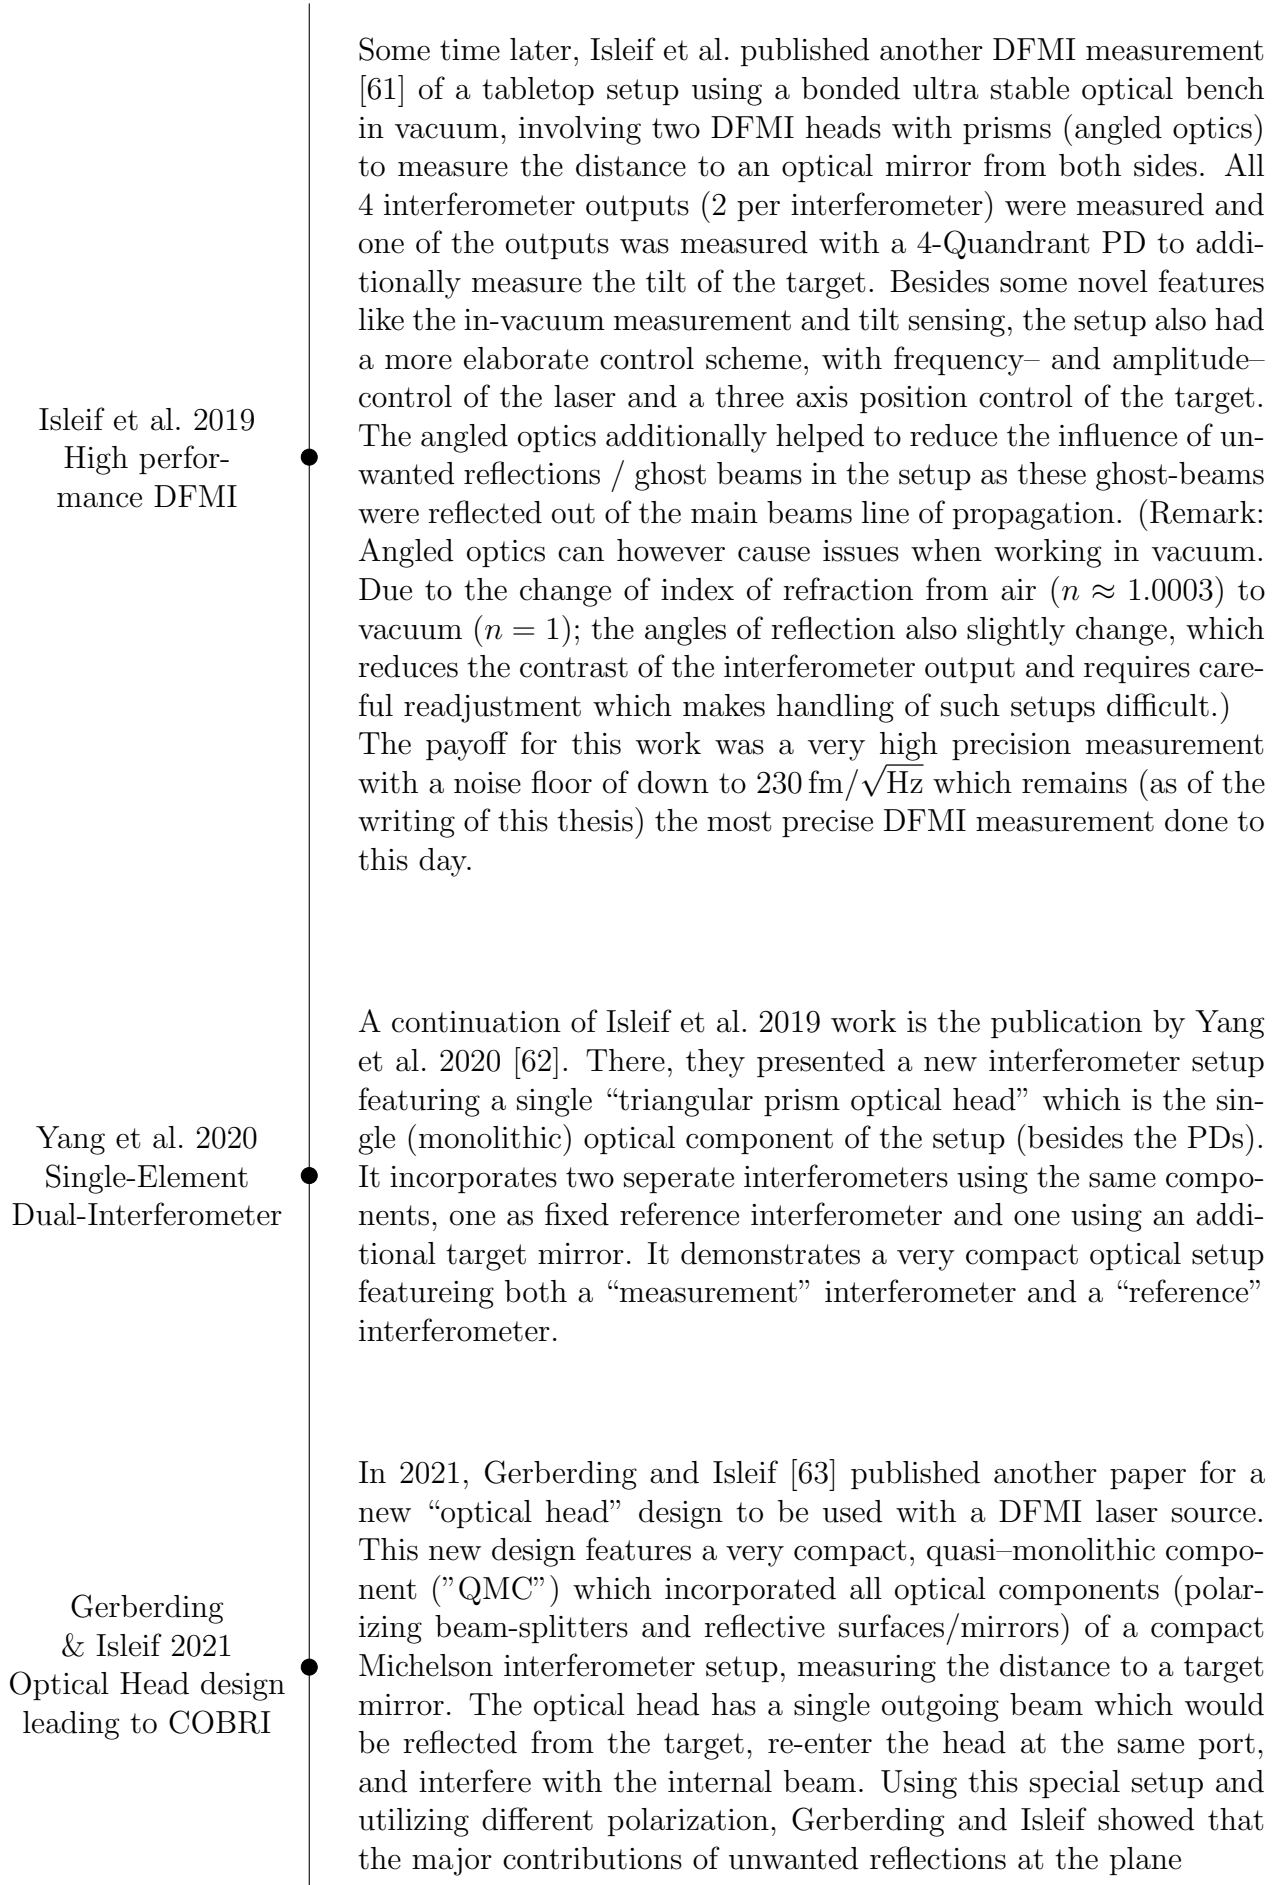 Some time later, Isleif et al. published another DFMI measurement
[61] of a tabletop setup using a bonded ultra stable optical bench
in vacuum, involving two DFMI heads with prisms (angled optics)
to measure the distance to an optical mirror from both sides. All
4 interferometer outputs (2 per interferometer) were measured and
one of the outputs was measured with a 4-Quandrant PD to addi-
tionally measure the tilt of the target. Besides some novel features
like the in-vacuum measurement and tilt sensing, the setup also had
a more elaborate control scheme, with frequency– and amplitude–
control of the laser and a three axis position control of the target.
The angled optics additionally helped to reduce the influence of un-
wanted reflections / ghost beams in the setup as these ghost-beams
were reflected out of the main beams line of propagation. (Remark:
Angled optics can however cause issues when working in vacuum.
Due to the change of index of refraction from air (n ≈ 1.0003) to
vacuum (n = 1); the angles of reflection also slightly change, which
reduces the contrast of the interferometer output and requires care-
ful readjustment which makes handling of such setups difficult.)
The payoff for this work was a very high precision measurement
with a noise floor of down to 230 fm/√Hz which remains (as of the
writing of this thesis) the most precise DFMI measurement done to
this day.
Isleif et al. 2019
High perfor-
mance DFMI
A continuation of Isleif et al. 2019 work is the publication by Yang
et al. 2020 [62]. There, they presented a new interferometer setup
featuring a single “triangular prism optical head” which is the sin-
gle (monolithic) optical component of the setup (besides the PDs).
It incorporates two seperate interferometers using the same compo-
nents, one as fixed reference interferometer and one using an addi-
tional target mirror. It demonstrates a very compact optical setup
featureing both a “measurement” interferometer and a “reference”
interferometer.
Yang et al. 2020
Single-Element
Dual-Interferometer
In 2021, Gerberding and Isleif [63] published another paper for a
new “optical head” design to be used with a DFMI laser source.
This new design features a very compact, quasi–monolithic compo-
nent (”QMC”) which incorporated all optical components (polar-
izing beam-splitters and reflective surfaces/mirrors) of a compact
Michelson interferometer setup, measuring the distance to a target
mirror. The optical head has a single outgoing beam which would
be reflected from the target, re-enter the head at the same port,
and interfere with the internal beam. Using this special setup and
utilizing different polarization, Gerberding and Isleif showed that
the major contributions of unwanted reflections at the plane
Gerberding
& Isleif 2021
Optical Head design
leading to COBRI